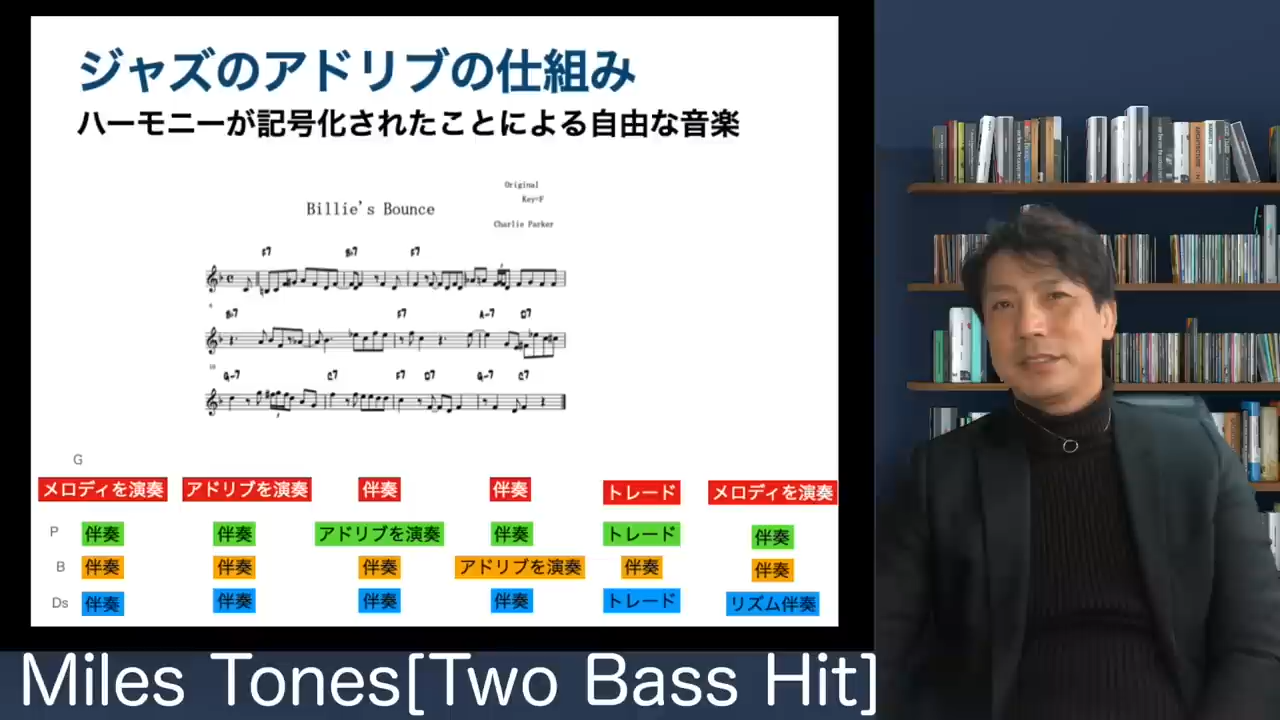 ジャズのアドリブの仕組み
ハーモニーが記号化されたことによる自由な音楽
Original
Key=F
Billie's Bounce
Charlie Parker
F7 B♭7 F7
B♭7 F7 A-7 D7
G-7 C7 F7 D7 G-7 C7
G
メロディを演奏 アドリブを演奏 伴奏 伴奏 トレード メロディを演奏
P 伴奏 伴奏 アドリブを演奏 伴奏 トレード 伴奏
B 伴奏 伴奏 伴奏 アドリブを演奏 伴奏 伴奏
Ds 伴奏 伴奏 伴奏 伴奏 トレード リズム伴奏
Miles Tones[Two Bass Hit]